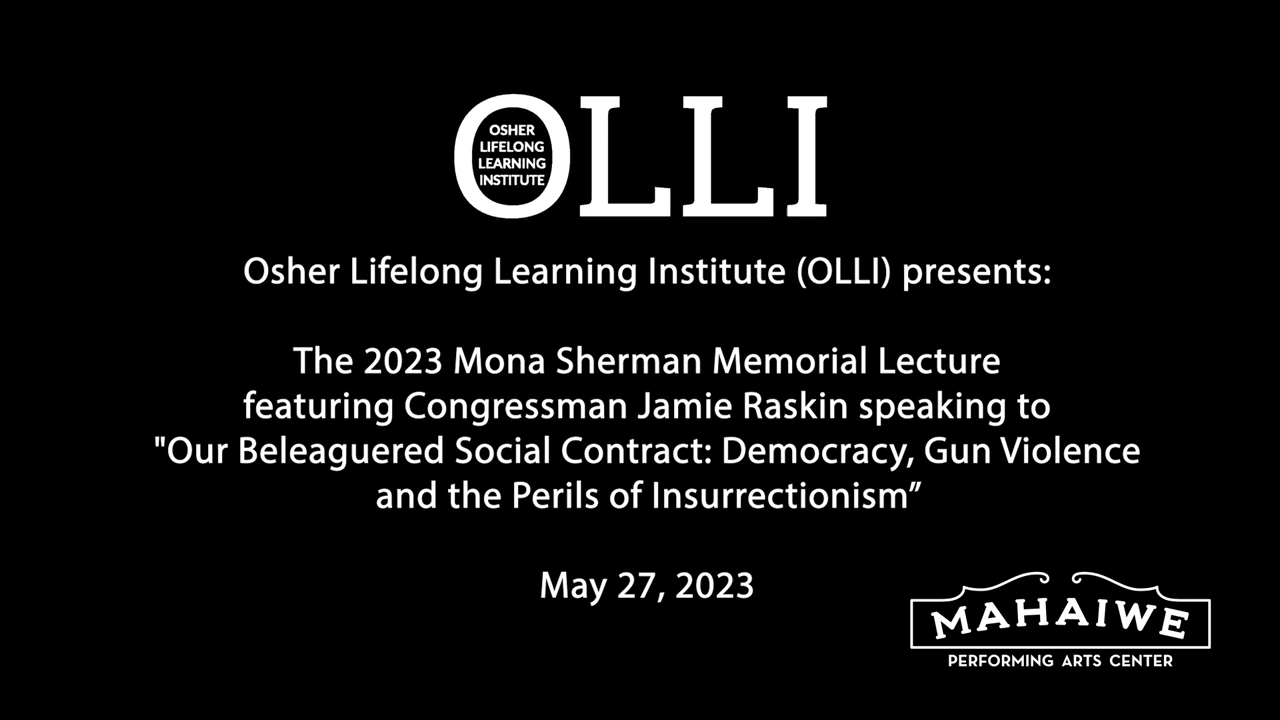 OLLI
OSHER
LIFELONG
LEARNING
INSTITUTE
Osher Lifelong Learning Institute (OLLI) presents:
The 2023 Mona Sherman Memorial Lecture
featuring Congressman Jamie Raskin speaking to
"Our Beleaguered Social Contract: Democracy, Gun Violence
and the Perils of Insurrectionism”
May 27, 2023
MAHAIWE
PERFORMING ARTS CENTER